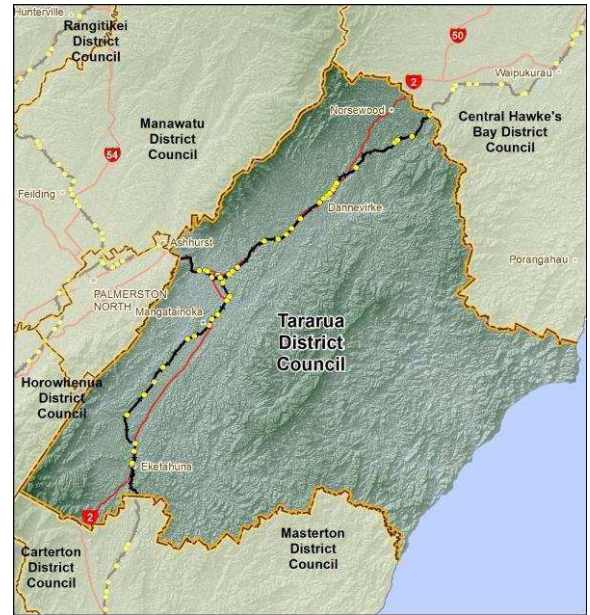 Hunterville
Rangitikei
District
Council
50
2
Waipukurau
Norsewood
Manawatu
District
Council
Central Hawke's
Bay District
Council
54
Feilding
Dannevirke
Ashhurst
Porangahau
PALMERSTON
NORTH
Mangatainoka
Tararua
District
Council
Horowhenua
District
Council
Eketahuna
2
Masterton
District
Council
Carterton
District
Council